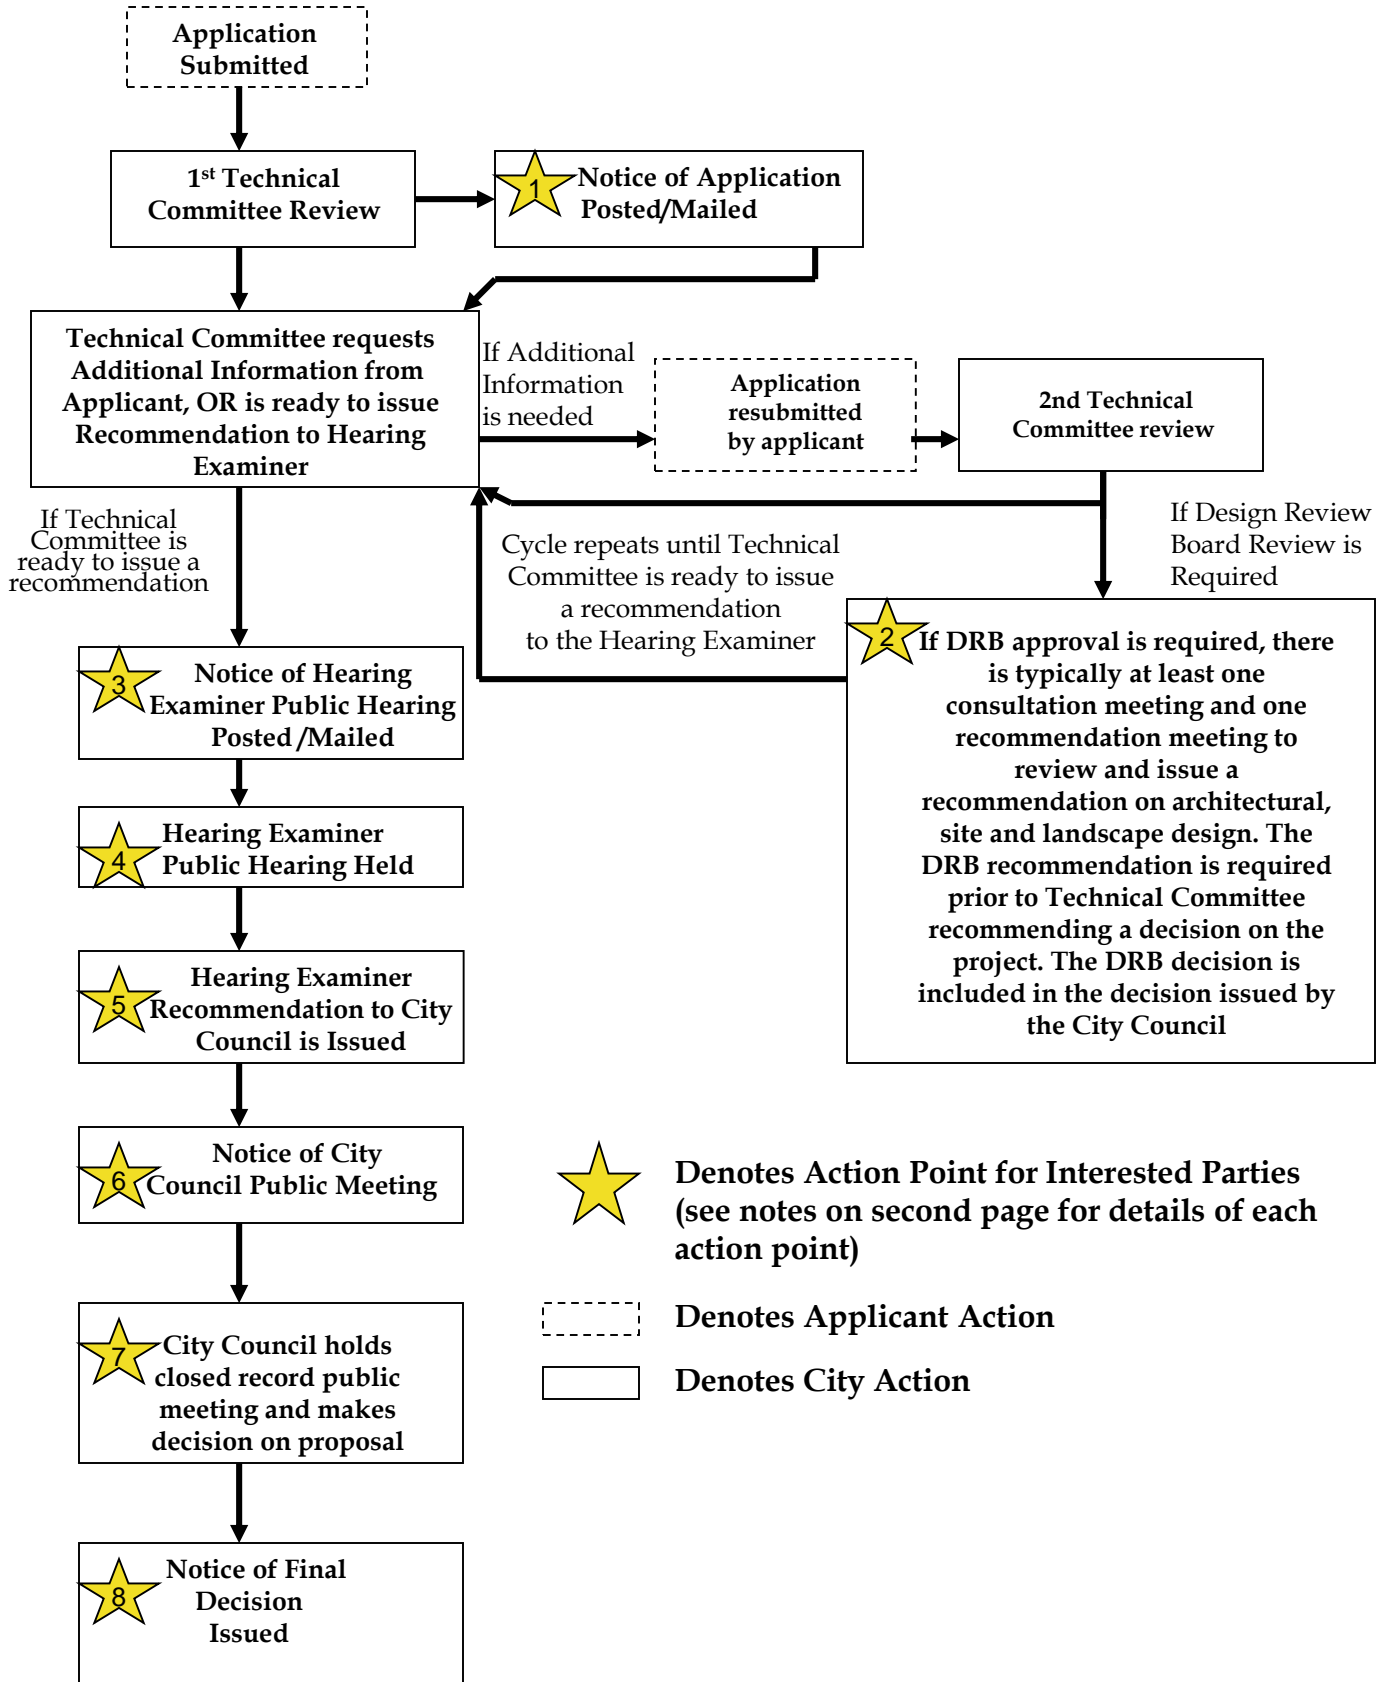 Application
Submitted
1st Technical
Committee Review
1
Notice of Application
Posted/Mailed
Technical Committee requests
Additional Information from
Applicant, OR is ready to issue
Recommendation to Hearing
Examiner
If Additional
Information
is needed
Application
resubmitted
by applicant
2nd Technical
Committee review
If Technical
Committee is
ready to issue a
recommendation
Cycle repeats until Technical
Committee is ready to issue
a recommendation
to the Hearing Examiner
If Design Review
Board Review is
Required
2
If DRB approval is required, there
is typically at least one
consultation meeting and one
recommendation meeting to
review and issue a
recommendation on architectural,
site and landscape design. The
DRB recommendation is required
prior to Technical Committee
recommending a decision on the
project. The DRB decision is
included in the decision issued by
the City Council
3
Notice of Hearing
Examiner Public Hearing
Posted /Mailed
4
Hearing Examiner
Public Hearing Held
5
Hearing Examiner
Recommendation to City
Council is Issued
6
Notice of City
Council Public Meeting
7
City Council holds
closed record public
meeting and makes
decision on proposal
8
Notice of Final
Decision
Issued
Denotes Action Point for Interested Parties
(see notes on second page for details of each
action point)
Denotes Applicant Action
Denotes City Action